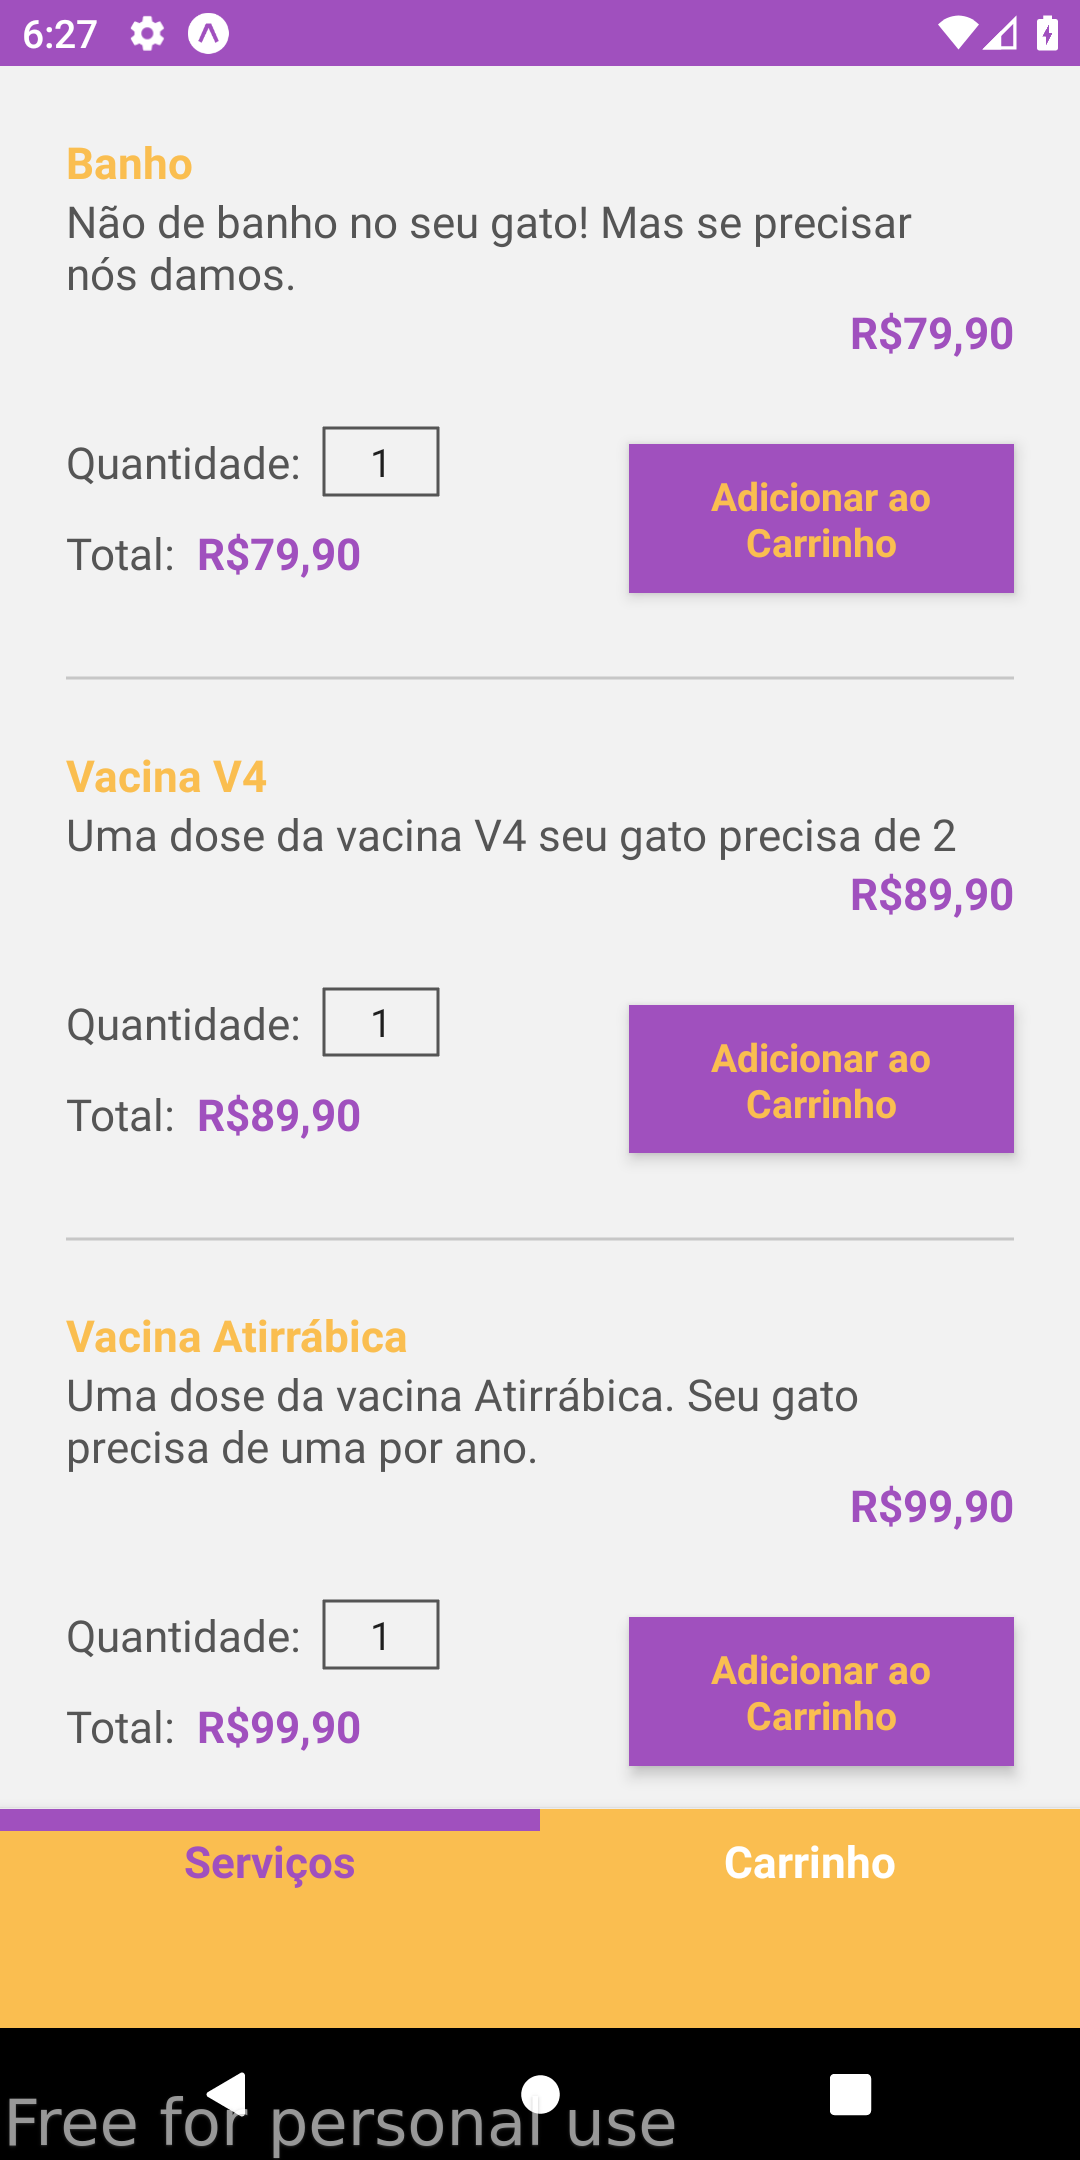 6:27
Banho
Não de banho no seu gato! Mas se precisar
nós damos.
R$79,90
Quantidade: 1
Adicionar ao
Carrinho
Total: R$79,90
Vacina V4
Uma dose da vacina V4 seu gato precisa de 2
R$89,90
Quantidade: 1
Adicionar ao
Carrinho
Total: R$89,90
Vacina Atirrábica
Uma dose da vacina Atirrábica. Seu gato
precisa de uma por ano.
R$99,90
Quantidade: 1
Adicionar ao
Carrinho
Total: R$99,90
Serviços Carrinho
Free for personal use